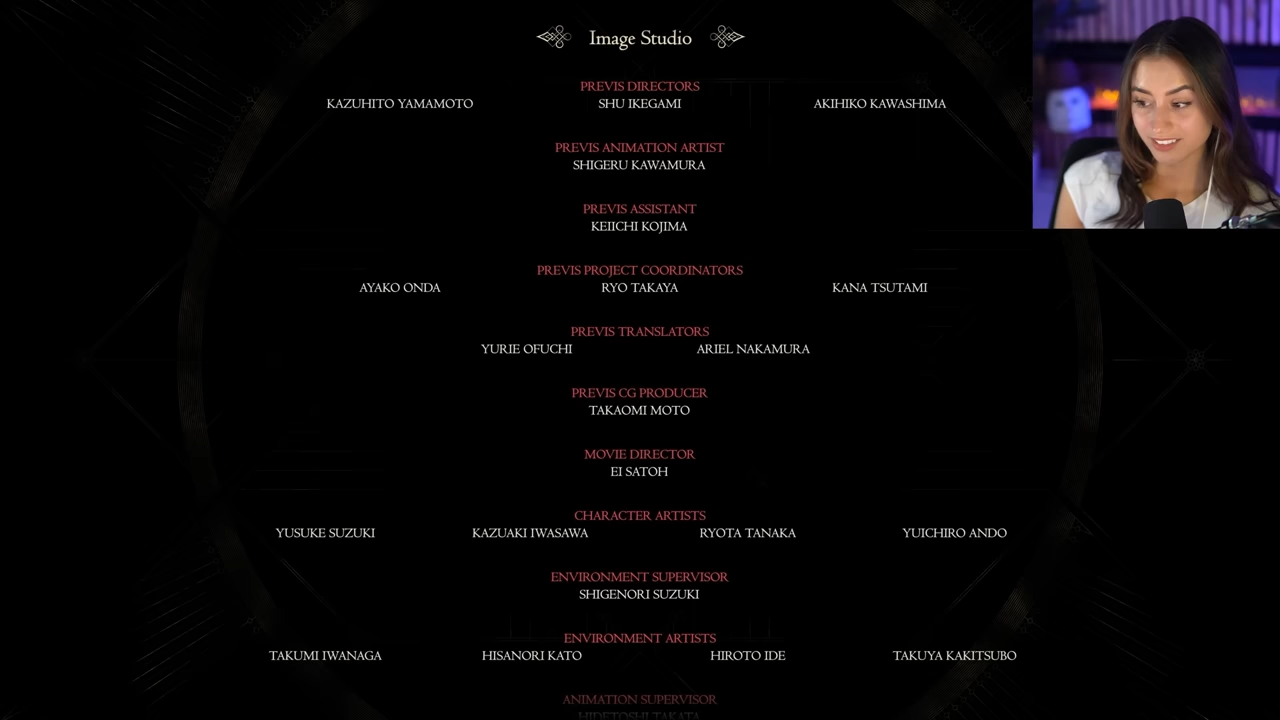 Image Studio
PREVIS DIRECTORS
KAZUHITO YAMAMOTO SHU IKEGAMI AKIHIKO KAWASHIMA
PREVIS ANIMATION ARTIST
SHIGERU KAWAMURA
PREVIS ASSISTANT
KEIICHI KOJIMA
PREVIS PROJECT COORDINATORS
AYAKO ONDA RYO TAKAYA KANA TSUTAMI
PREVIS TRANSLATORS
YURIE OFUCHI ARIEL NAKAMURA
PREVIS CG PRODUCER
TAKAOMI MOTO
MOVIE DIRECTOR
EI SATOH
CHARACTER ARTISTS
YUSUKE SUZUKI KAZUAKI IWASAWA RYOTA TANAKA YUICHIRO ANDO
ENVIRONMENT SUPERVISOR
SHIGENORI SUZUKI
ENVIRONMENT ARTISTS
TAKUMI IWANAGA HISANORI KATO HIROTO IDE TAKUYA KAKITSUBO
ANIMATION SUPERVISOR
HIDETOSHI TAKATA